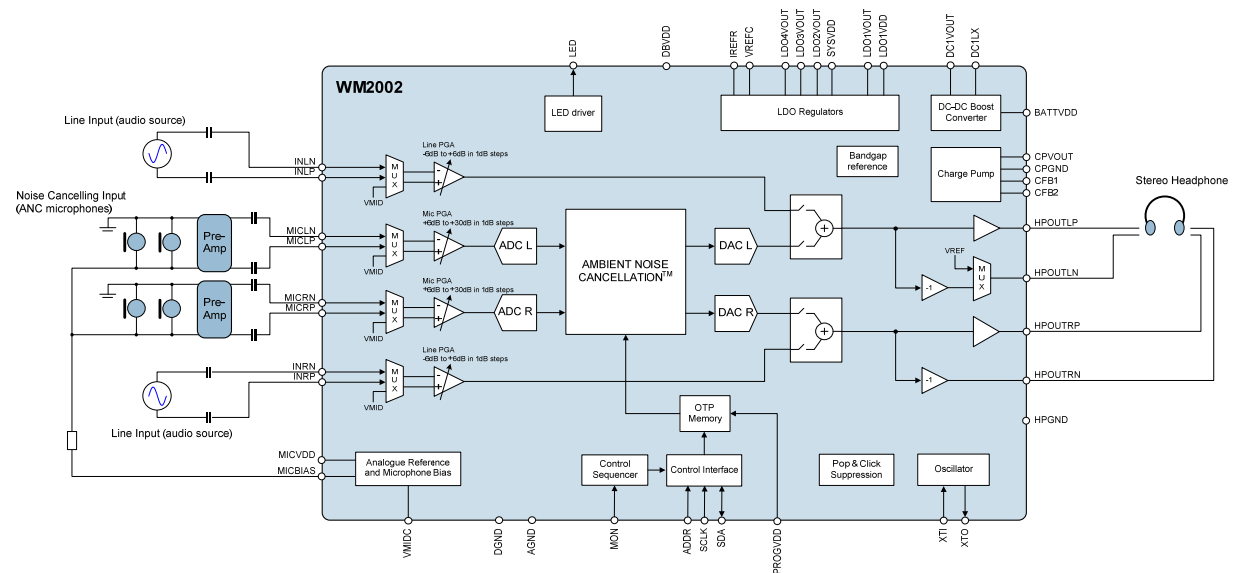 LED
DBVDD
IREFR
VREFC
LDO4VOUT
LDO3VOUT
LDO2VOUT
SYSVDD
LDO1VOUT
LDO1VDD
DC1VOUT
DC1LX
WM2002
LED driver
LDO Regulators
DC-DC Boost
Converter
BATTVDD
Line Input (audio source)
INLN
INLP
MUX
VMID
Line PGA
-6dB to +6dB in 1dB steps
-
+
Bandgap
reference
Charge Pump
CPVOUT
CPGND
CFB1
CFB2
Stereo Headphone
Noise Cancelling Input
(ANC microphones)
Pre-
Amp
MICLN
MICLP
MUX
VMID
Mic PGA
+6dB to +30dB in 1dB steps
-
+
ADC L
AMBIENT NOISE
CANCELLATION™
DAC L
+
HPOUTLP
VREF
MUX
-1
HPOUTLN
Pre-
Amp
MICRN
MICRP
MUX
VMID
Mic PGA
+6dB to +30dB in 1dB steps
-
+
ADC R
DAC R
+
HPOUTRP
INRN
INRP
MUX
VMID
Line PGA
-6dB to +6dB in 1dB steps
-
+
-1
HPOUTRN
Line Input (audio source)
OTP
Memory
HPGND
MICVDD
MICBIAS
Analogue Reference
and Microphone Bias
Control
Sequencer
Control Interface
Pop & Click
Suppression
Oscillator
VMIDC
DGND
AGND
MON
ADDR
SCLK
SDA
PROGVDD
XTI
XTO